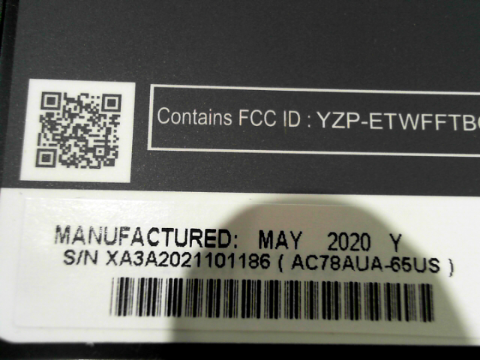 Contains FCC ID : YZP-ETWFFTB
MANUFACTURED: MAY 2020 Y
S/N XA3A2021101186 ( AC78AUA-65US )